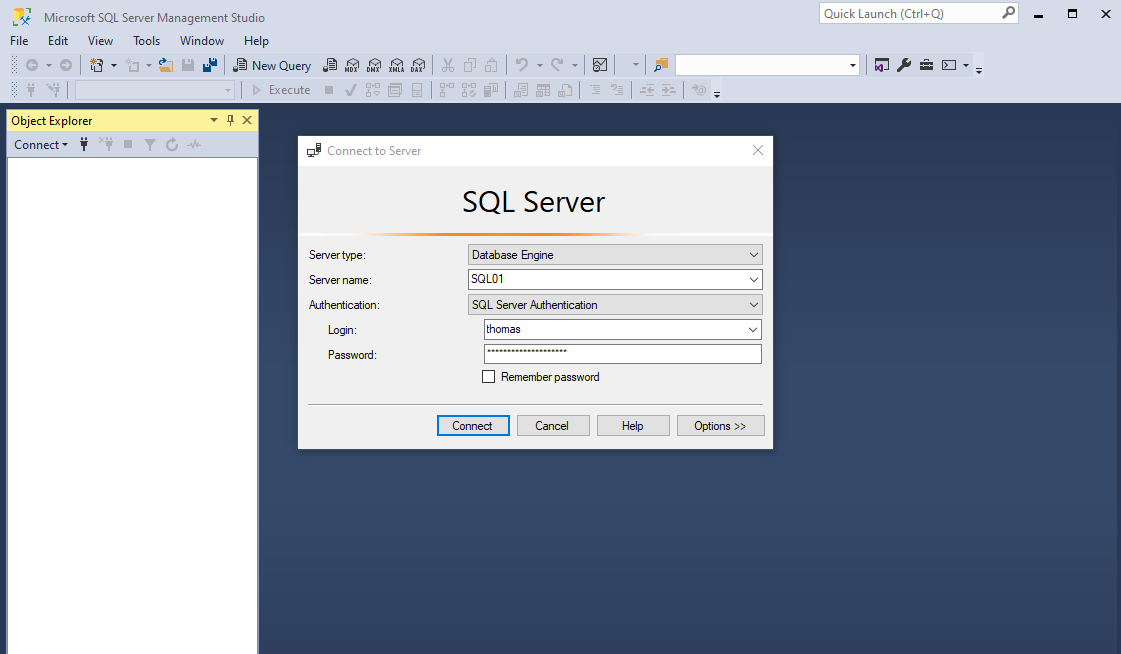 Microsoft SQL Server Management Studio
Quick Launch (Ctrl+Q)
File Edit View Tools Window Help
New Query MDX DMX XMLA DAX
Execute
Object Explorer
Connect
Connect to Server
SQL Server
Server type: Database Engine
Server name: SQL01
Authentication: SQL Server Authentication
Login: thomas
Password: ********************
Remember password
Connect Cancel Help Options >>